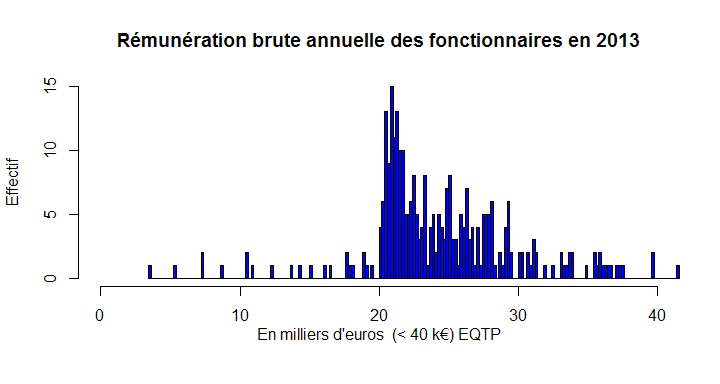 Rémunération brute annuelle des fonctionnaires en 2013
15
10
5
0
Effectif
0 10 20 30 40
En milliers d'euros (< 40 k€) EQTP